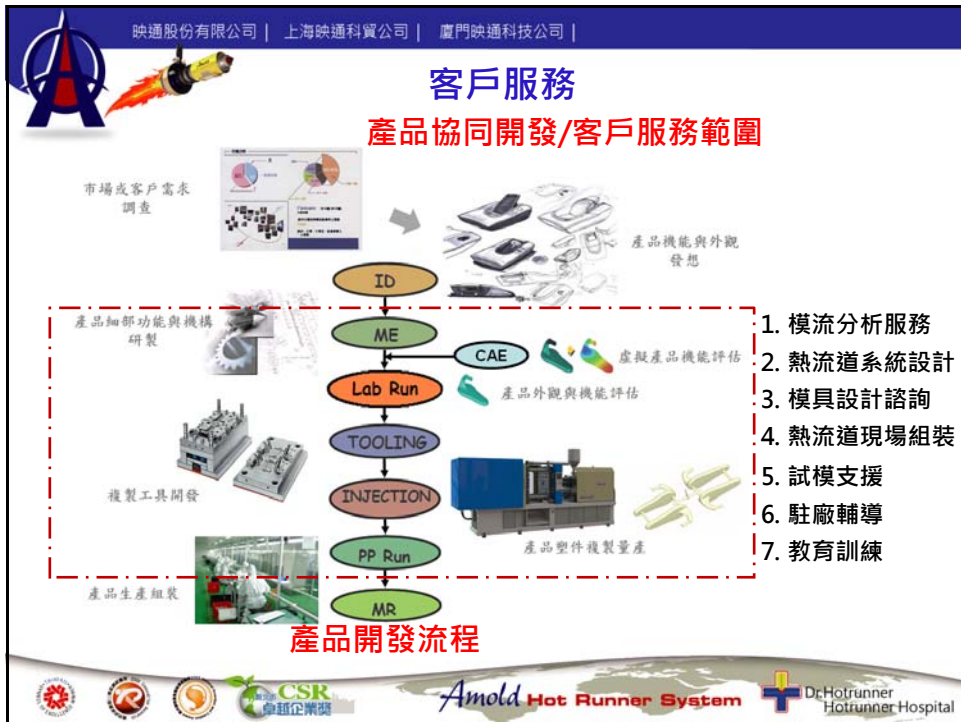 映通股份有限公司 | 上海映通科貿公司 | 廈門映通科技公司 |
客戶服務
產品協同開發/客戶服務範圍
市場或客戶需求
調查
產品機能與外觀
發想
ID
產品細部功能與機構
研製
ME
CAE
虛擬產品機能評估
Lab Run
產品外觀與機能評估
TOOLING
複製工具開發
INJECTION
產品塑件複製量產
PP Run
產品生產組裝
MR
產品開發流程
1. 模流分析服務
2. 熱流道系統設計
3. 模具設計諮詢
4. 熱流道現場組裝
5. 試模支援
6. 駐廠輔導
7. 教育訓練
CSR
卓越企業獎
Amold Hot Runner System
Dr.Hotrunner
Hotrunner Hospital